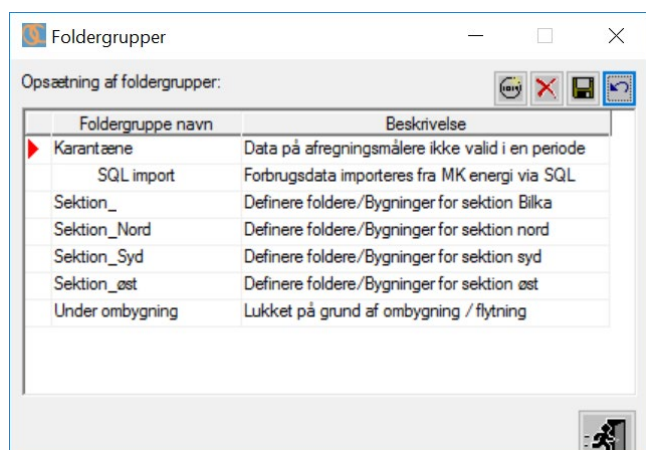 Foldergrupper
Opsætning af foldergrupper:
Foldergruppe navn Beskrivelse
Karantæne Data på afregningsmålere ikke valid i en periode
SQL import Forbrugsdata importeres fra MK energi via SQL
Sektion_ Definere foldere/Bygninger for sektion Bilka
Sektion_Nord Definere foldere/Bygninger for sektion nord
Sektion_Syd Definere foldere/Bygninger for sektion syd
Sektion_øst Definere foldere/Bygninger for sektion øst
Under ombygning Lukket på grund af ombygning / flytning